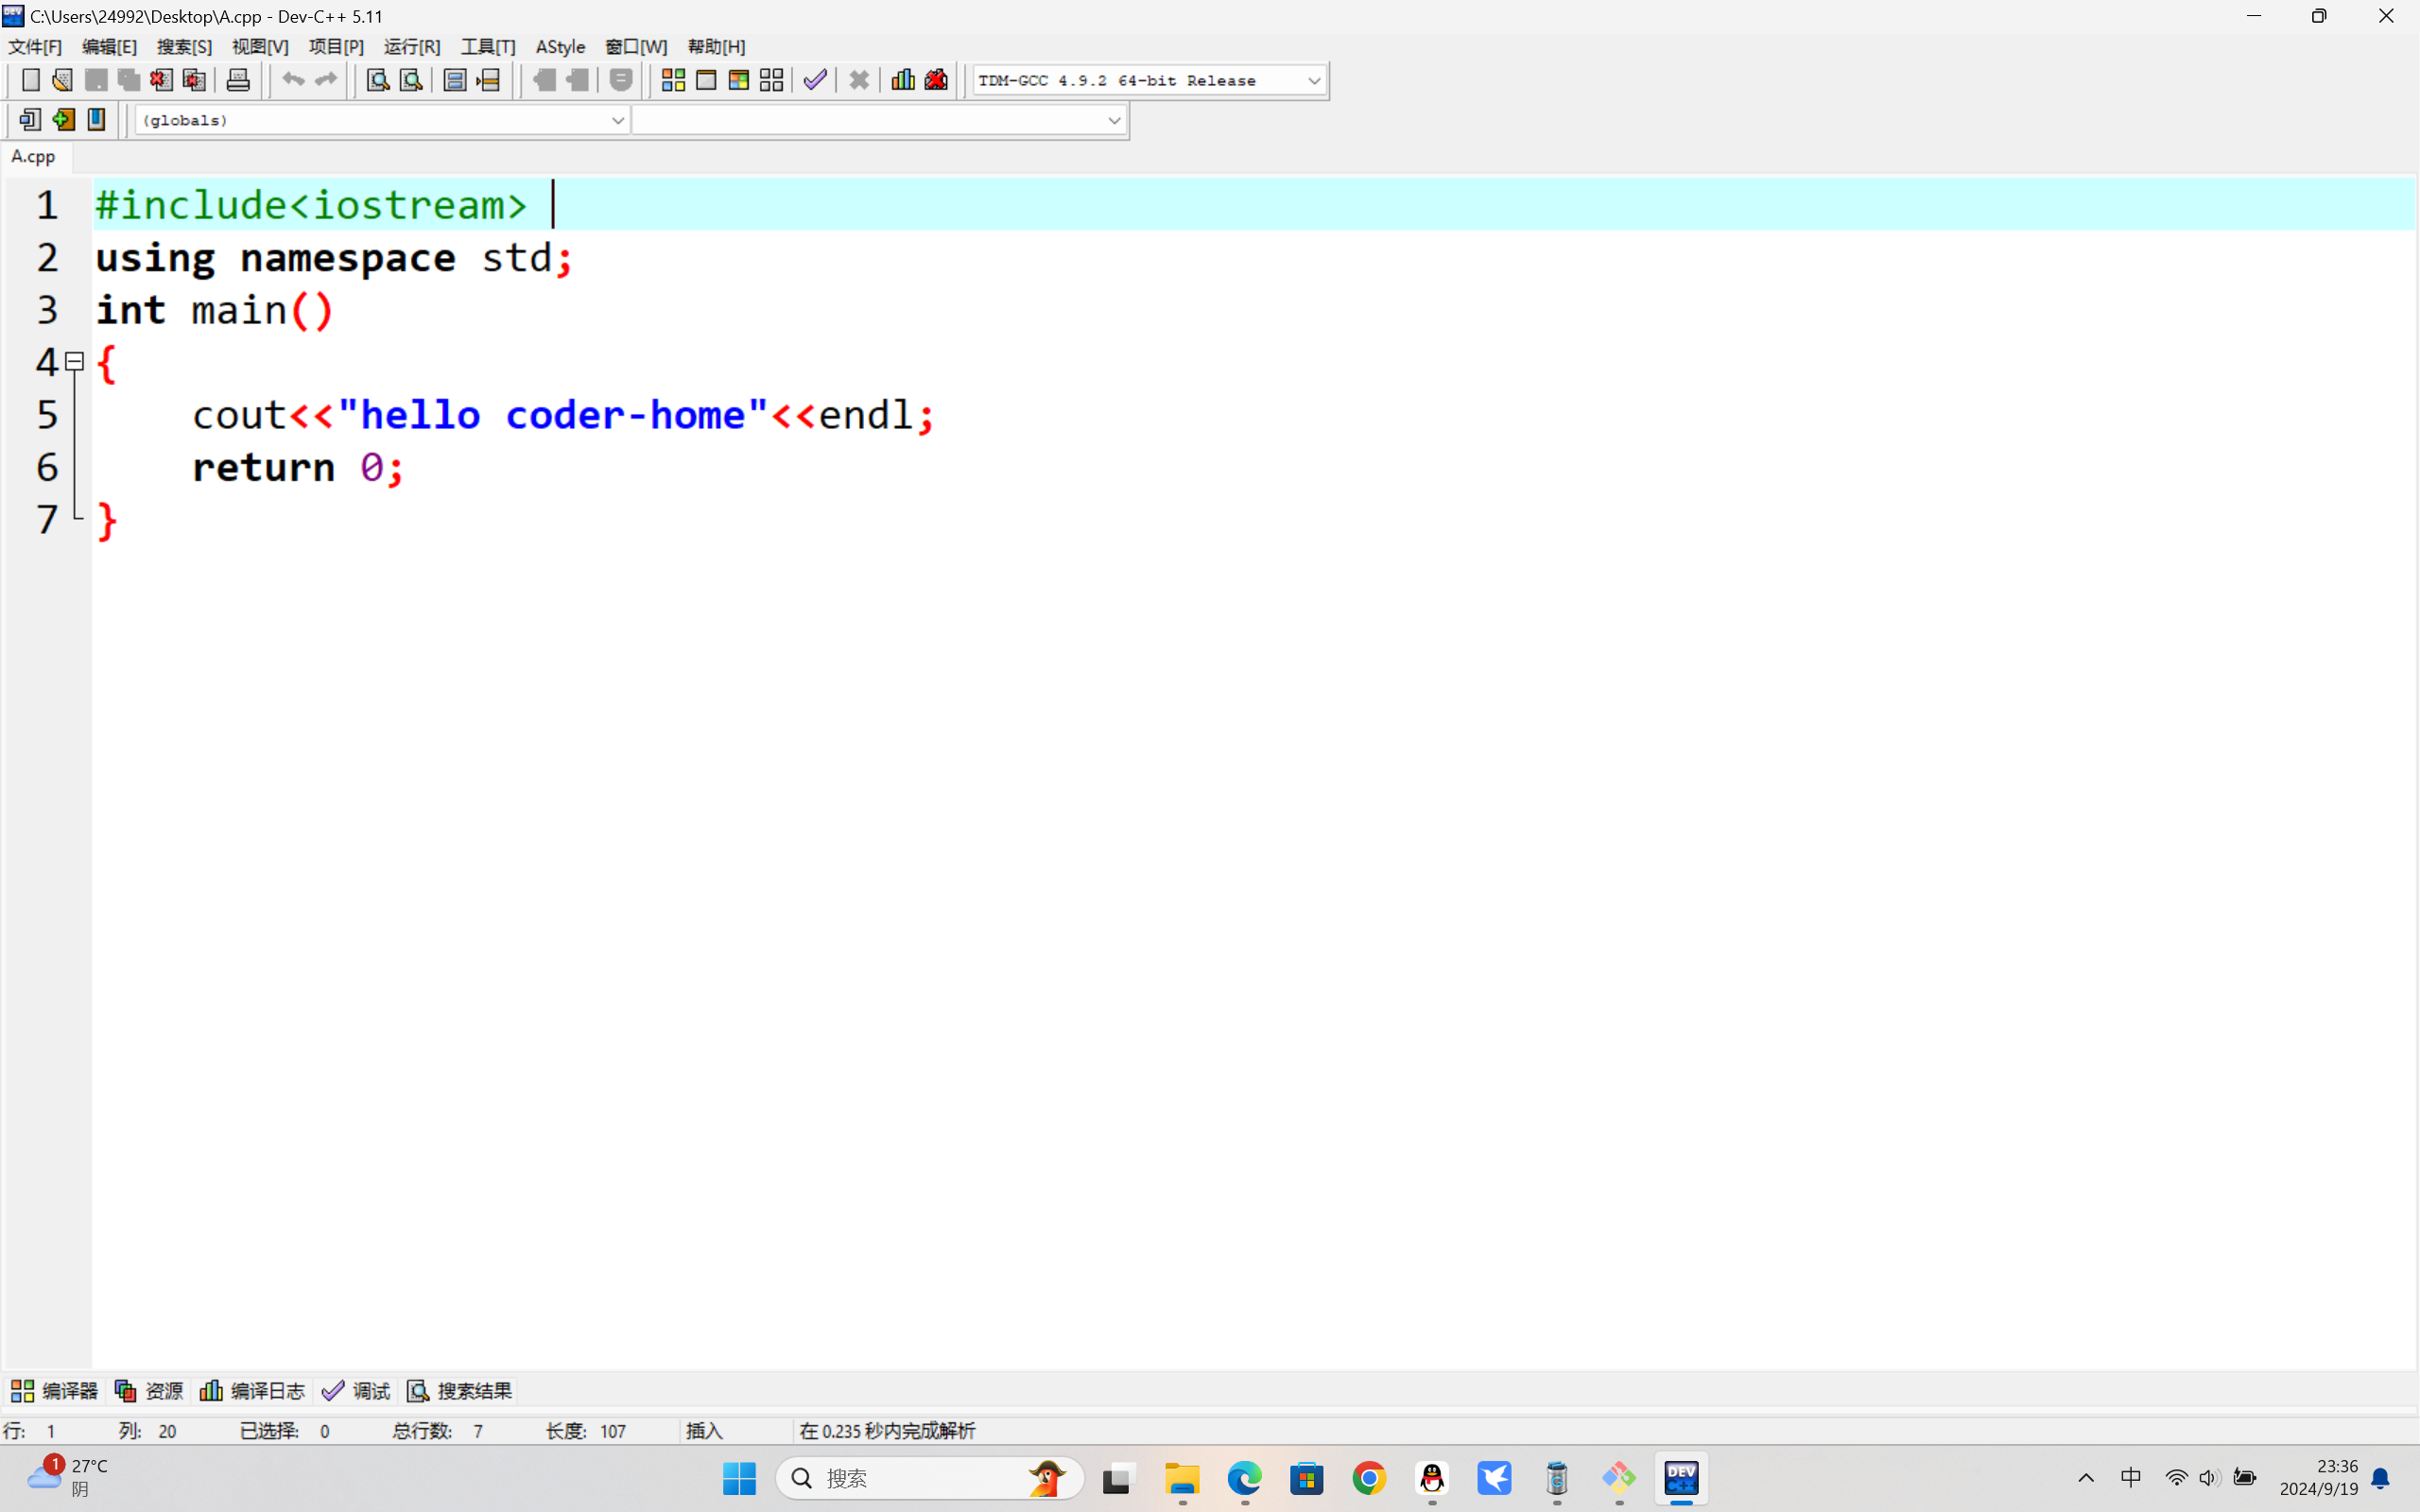 C:\Users\24992\Desktop\A.cpp - Dev-C++ 5.11
文件[F] 编辑[E] 搜索[S] 视图[V] 项目[P] 运行[R] 工具[T] AStyle 窗口[W] 帮助[H]
TDM-GCC 4.9.2 64-bit Release
(globals)
A.cpp
1 #include<iostream>
2 using namespace std;
3 int main()
4 {
5     cout<<"hello coder-home"<<endl;
6     return 0;
7 }
编译器 资源 编译日志 调试 搜索结果
行: 1 列: 20 已选择: 0 总行数: 7 长度: 107 插入 在 0.235 秒内完成解析
1 27°C 搜索 DEV C++ 中 23:36
阴 2024/9/19